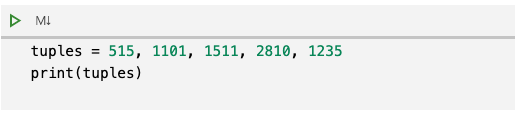 M↓
tuples = 515, 1101, 1511, 2810, 1235
print(tuples)